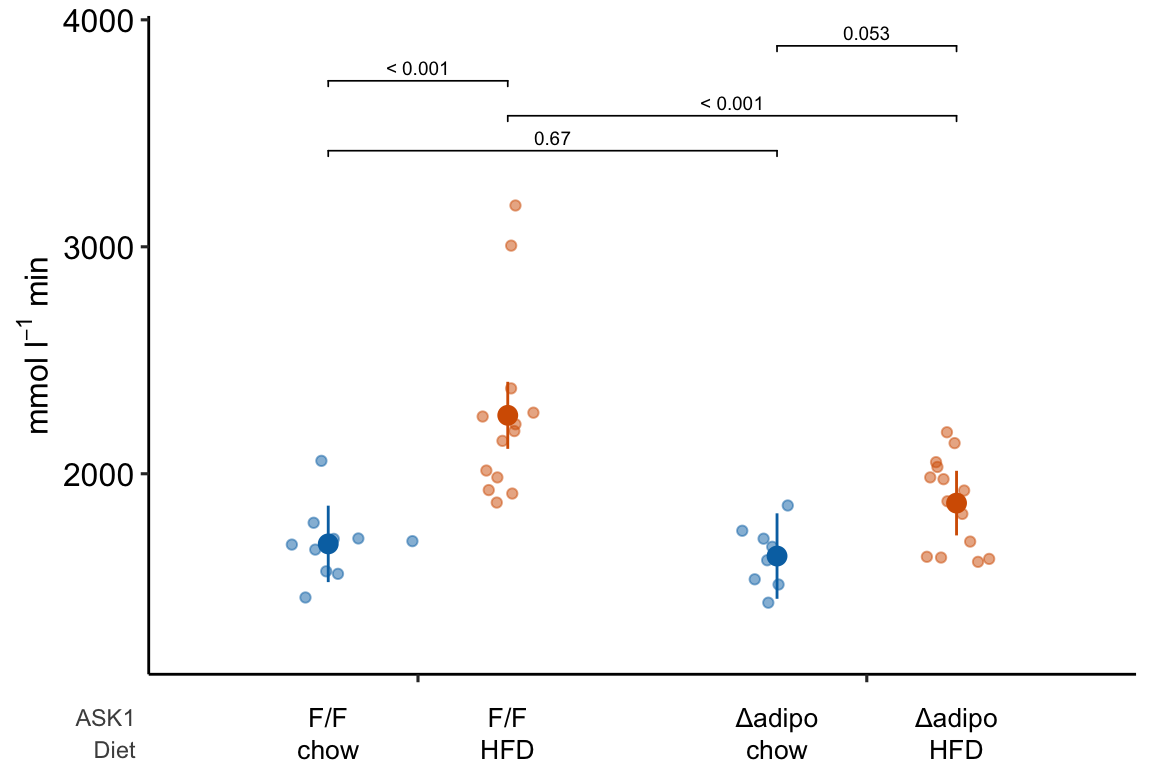 4000
0.053
< 0.001
< 0.001
0.67
3000
mmol l⁻¹ min
2000
ASK1 F/F F/F Δadipo Δadipo
Diet chow HFD chow HFD